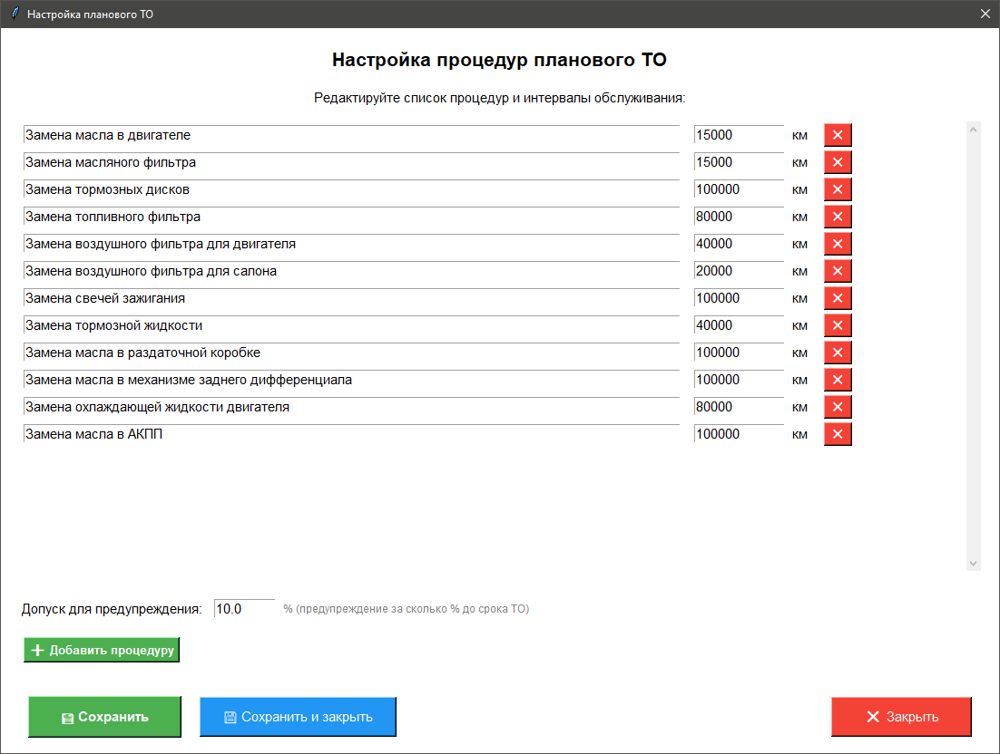 Настройка планового ТО
Настройка процедур планового ТО
Редактируйте список процедур и интервалы обслуживания:
Замена масла в двигателе 15000 км
Замена масляного фильтра 15000 км
Замена тормозных дисков 100000 км
Замена топливного фильтра 80000 км
Замена воздушного фильтра для двигателя 40000 км
Замена воздушного фильтра для салона 20000 км
Замена свечей зажигания 100000 км
Замена тормозной жидкости 40000 км
Замена масла в раздаточной коробке 100000 км
Замена масла в механизме заднего дифференциала 100000 км
Замена охлаждающей жидкости двигателя 80000 км
Замена масла в АКПП 100000 км
Допуск для предупреждения: 10.0 % (предупреждение за сколько % до срока ТО)
Добавить процедуру
Сохранить Сохранить и закрыть Закрыть